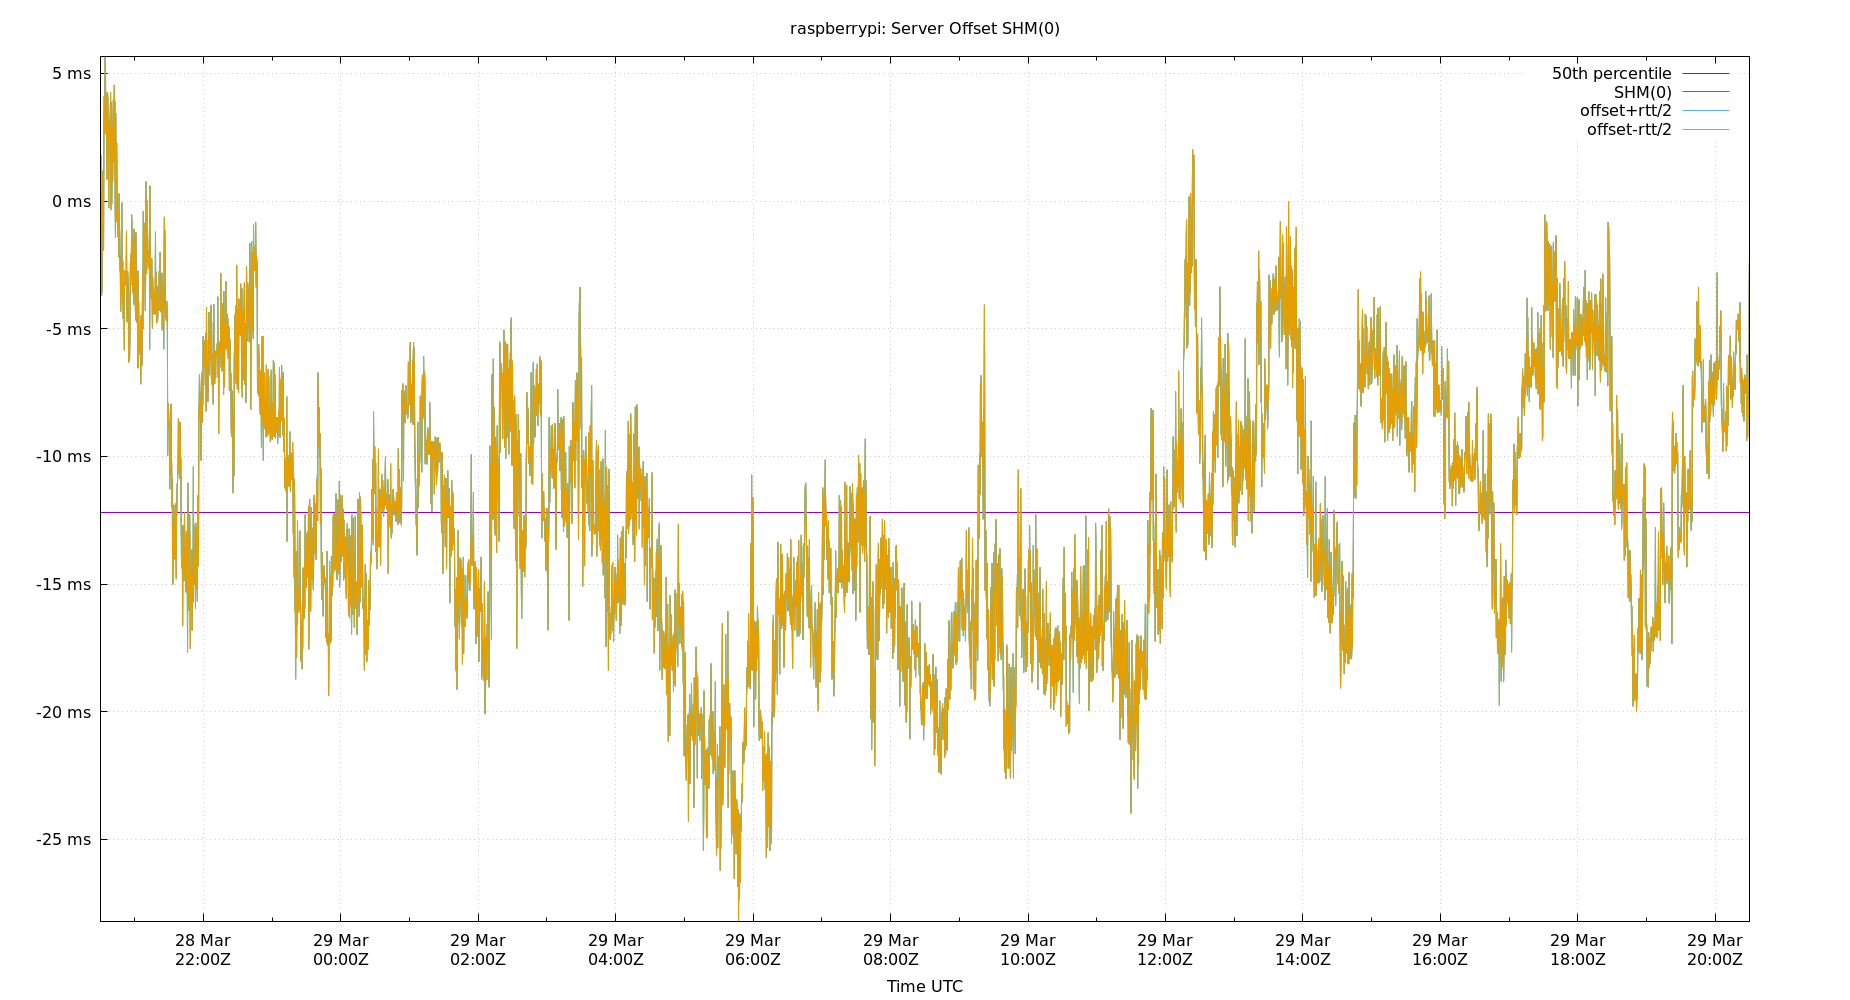 raspberrypi: Server Offset SHM(0)
50th percentile
SHM(0)
offset+rtt/2
offset-rtt/2
5 ms
0 ms
-5 ms
-10 ms
-15 ms
-20 ms
-25 ms
28 Mar 29 Mar 29 Mar 29 Mar 29 Mar 29 Mar 29 Mar 29 Mar 29 Mar 29 Mar 29 Mar 29 Mar
22:00Z 00:00Z 02:00Z 04:00Z 06:00Z 08:00Z 10:00Z 12:00Z 14:00Z 16:00Z 18:00Z 20:00Z
Time UTC